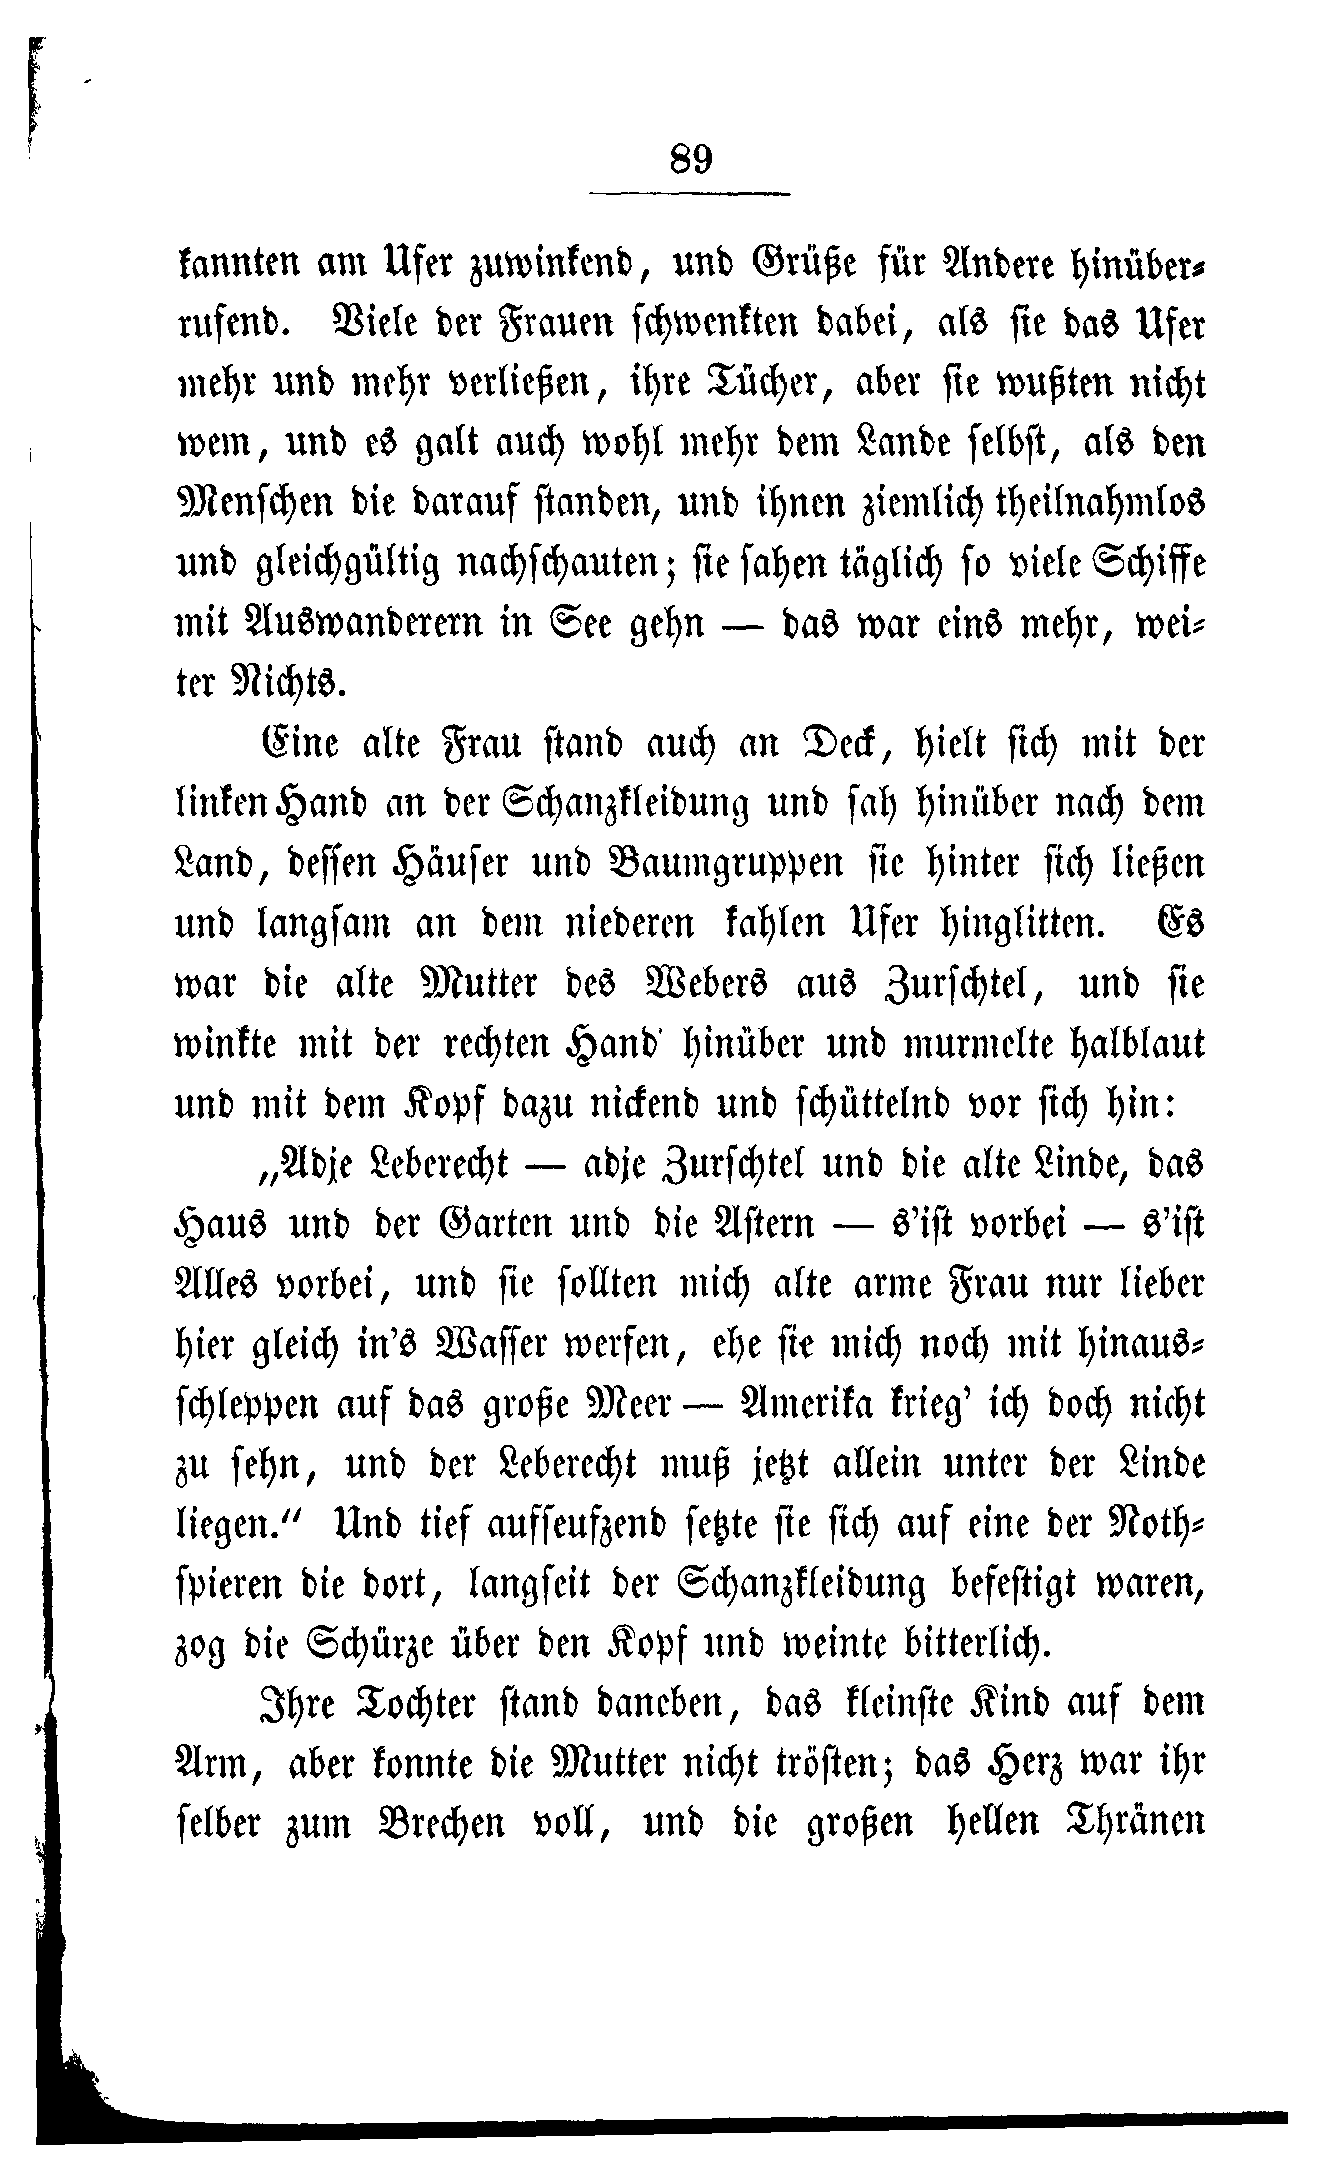 89
kannten am Ufer zuwinkend, und Grüße für Andere hinüber-
rufend. Viele der Frauen schwenkten dabei, als sie das Ufer
mehr und mehr verließen, ihre Tücher, aber sie wußten nicht
wem, und es galt auch wohl mehr dem Lande selbst, als den
Menschen die darauf standen, und ihnen ziemlich theilnahmlos
und gleichgültig nachschauten; sie sahen täglich so viele Schiffe
mit Auswanderern in See gehn — das war eins mehr, wei-
ter Nichts.
Eine alte Frau stand auch an Deck, hielt sich mit der
linken Hand an der Schanzkleidung und sah hinüber nach dem
Land, dessen Häuser und Baumgruppen sie hinter sich ließen
und langsam an dem niederen kahlen Ufer hinglitten. Es
war die alte Mutter des Webers aus Zurschtel, und sie
winkte mit der rechten Hand hinüber und murmelte halblaut
und mit dem Kopf dazu nickend und schüttelnd vor sich hin:
„Adje Leberecht — adje Zurschtel und die alte Linde, das
Haus und der Garten und die Astern — s'ist vorbei — s'ist
Alles vorbei, und sie sollten mich alte arme Frau nur lieber
hier gleich in's Wasser werfen, ehe sie mich noch mit hinaus-
schleppen auf das große Meer — Amerika krieg' ich doch nicht
zu sehn, und der Leberecht muß jetzt allein unter der Linde
liegen." Und tief aufseufzend setzte sie sich auf eine der Noth-
spieren die dort, langseit der Schanzkleidung befestigt waren,
zog die Schürze über den Kopf und weinte bitterlich.
Ihre Tochter stand daneben, das kleinste Kind auf dem
Arm, aber konnte die Mutter nicht trösten; das Herz war ihr
selber zum Brechen voll, und die großen hellen Thränen